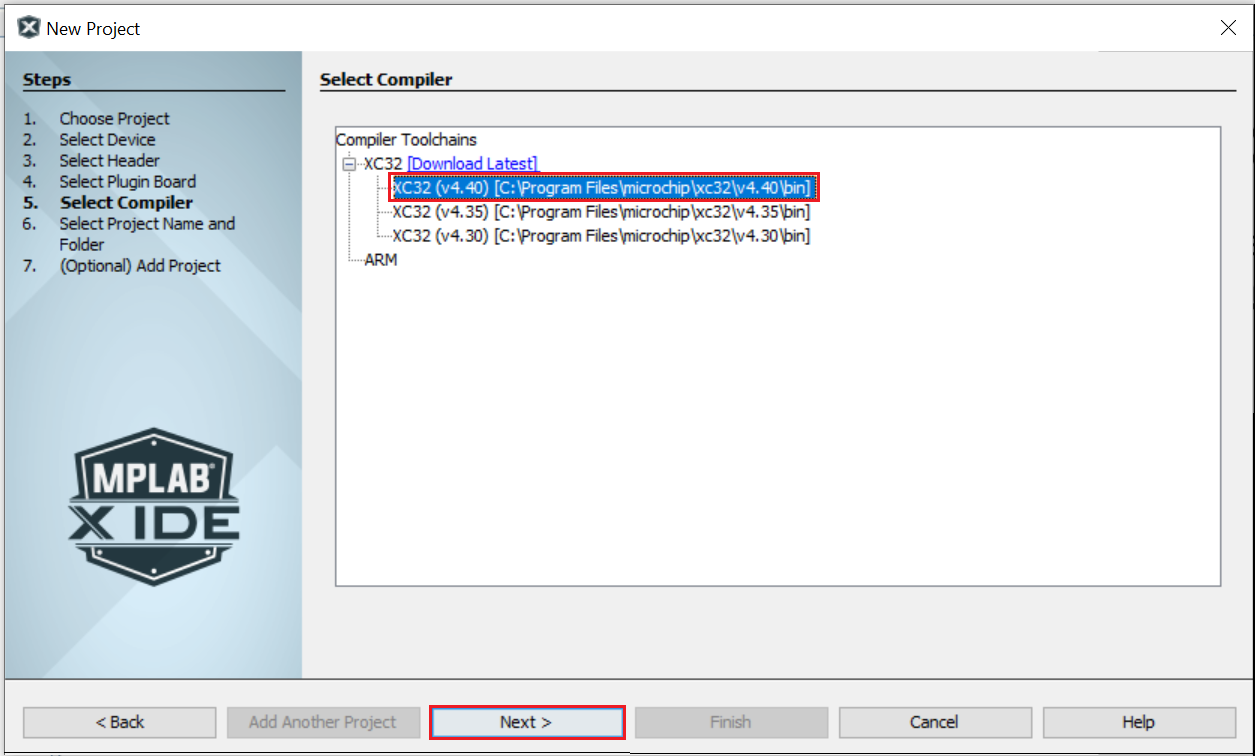 New Project
Steps
1. Choose Project
2. Select Device
3. Select Header
4. Select Plugin Board
5. Select Compiler
6. Select Project Name and
Folder
7. (Optional) Add Project
MPLAB®
X IDE
Select Compiler
Compiler Toolchains
XC32 [Download Latest]
XC32 (v4.40) [C:\Program Files\microchip\xc32\v4.40\bin]
XC32 (v4.35) [C:\Program Files\microchip\xc32\v4.35\bin]
XC32 (v4.30) [C:\Program Files\microchip\xc32\v4.30\bin]
ARM
< Back
Add Another Project
Next >
Finish
Cancel
Help